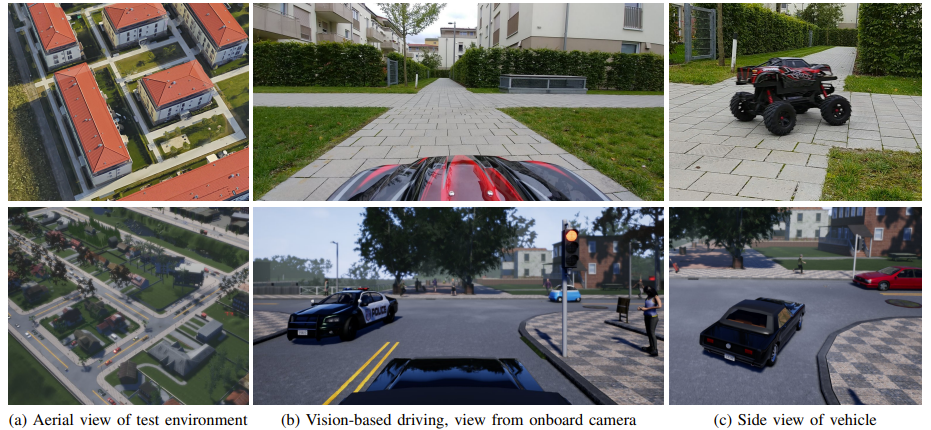 POLICE
(a) Aerial view of test environment
(b) Vision-based driving, view from onboard camera
(c) Side view of vehicle